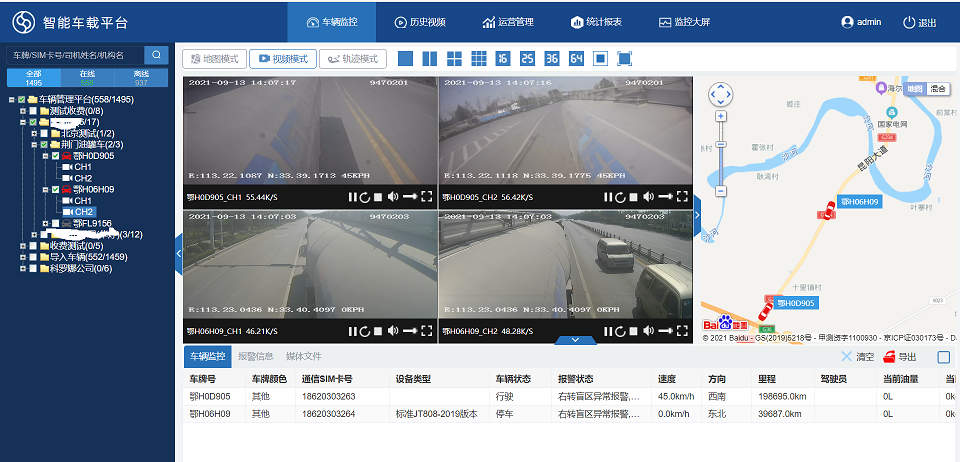 智能车载平台
车辆监控
历史视频
运营管理
统计报表
监控大屏
admin
退出
车牌/SIM卡号/司机姓名/机构名
全部
1495
在线
558
离线
937
车辆管理平台(558/1495)
测试收费(0/8)
6/17)
北京测试(1/2)
荆门油罐车(2/3)
鄂H0D905
CH1
CH2
鄂H06H09
CH1
CH2
鄂FL9156
(3/12)
收费测试(0/5)
导入车辆(552/1459)
科罗娜公司(0/6)
地图模式
视频模式
轨迹模式
16
25
36
64
2021-09-13 14:07:17
9470201
E:113.22.1087 N:33.39.1713 45KPH
鄂H0D905_CH1 55.44K/S
2021-09-13 14:07:16
9470201
E:113.22.1118 N:33.39.1775 45KPH
鄂H0D905_CH2 56.42K/S
2021-09-13 14:07:03
9470203
E:113.23.0436 N:33.40.4097 0KPH
鄂H06H09_CH1 46.21K/S
2021-09-13 14:07:03
9470203
E:113.23.0436 N:33.40.4097 0KPH
鄂H06H09_CH2 48.28K/S
地图
混合
顺庄
国家电网
G234
霍张村
耿湾村
昆阳大道
叶寨村
鄂H06H09
十里铺村
鄂H0D905
Bai 地图
© 2021 Baidu - GS(2019)5218号 - 甲测资字1100930 - 京ICP证030173号 - D
车辆监控
报警信息
媒体文件
清空
导出
车牌号 车牌颜色 通信SIM卡号 设备类型 车辆状态 报警状态 速度 方向 里程 驾驶员 当前油量
鄂H0D905 其他 18620303263 行驶 右转盲区异常报警,... 45.0km/h 西南 198695.0km 0L
鄂H06H09 其他 18620303264 标准JT808-2019版本 停车 右转盲区异常报警,... 0.0km/h 东北 39687.0km 0L